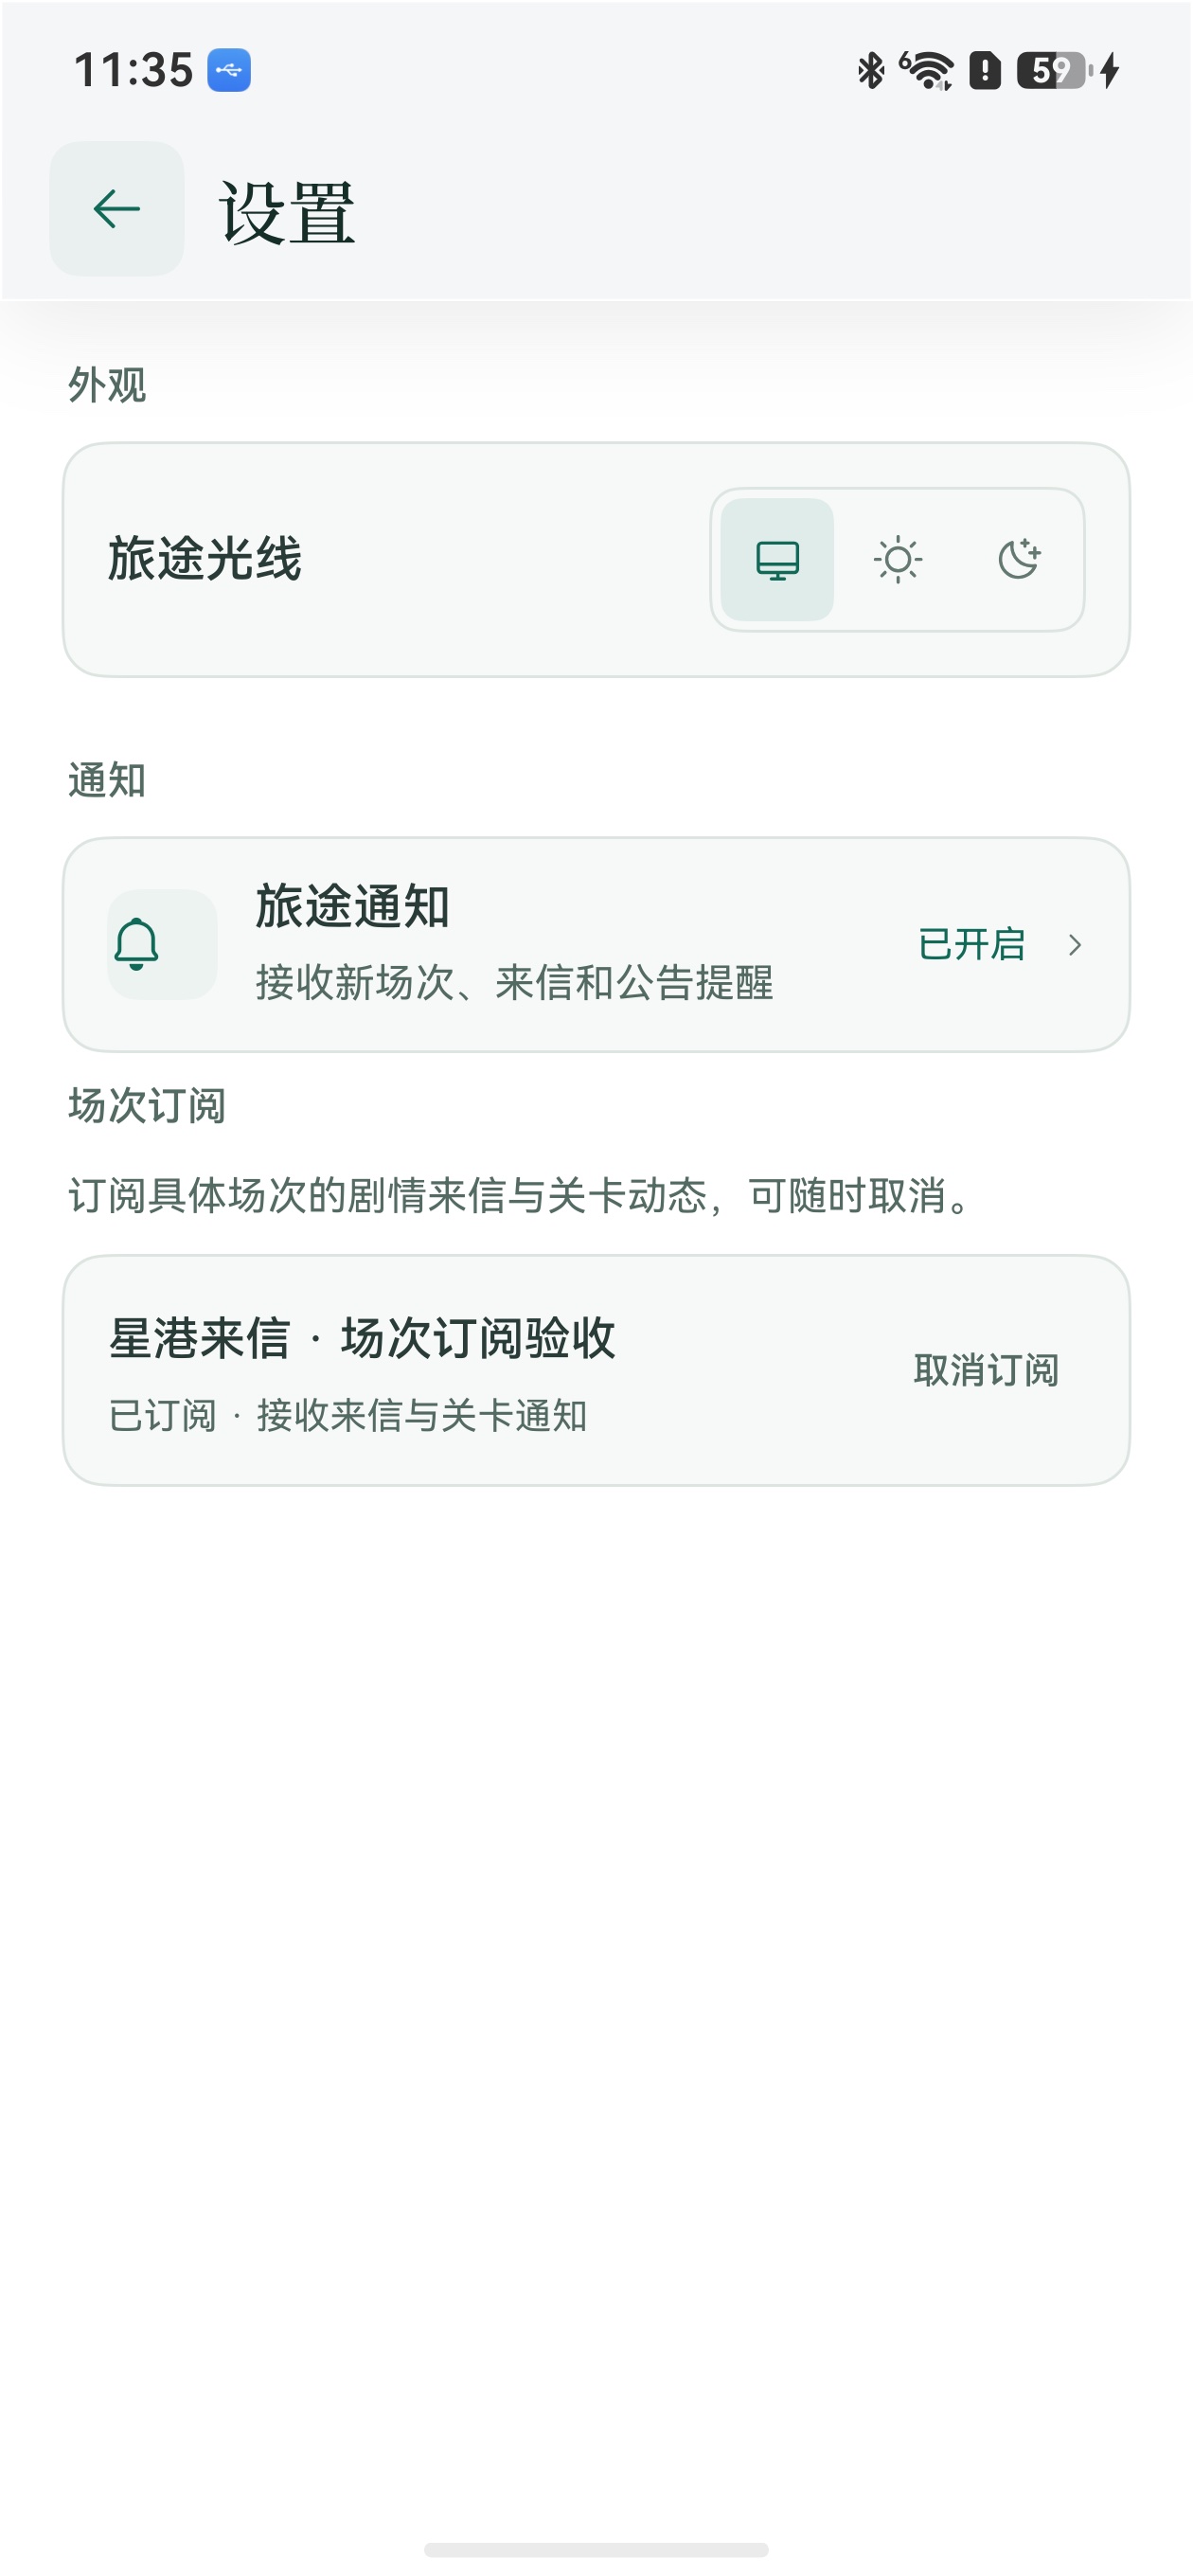 11:35
6
59
设置
外观
旅途光线
通知
旅途通知
接收新场次、来信和公告提醒
已开启
场次订阅
订阅具体场次的剧情来信与关卡动态，可随时取消。
星港来信 · 场次订阅验收
已订阅 · 接收来信与关卡通知
取消订阅